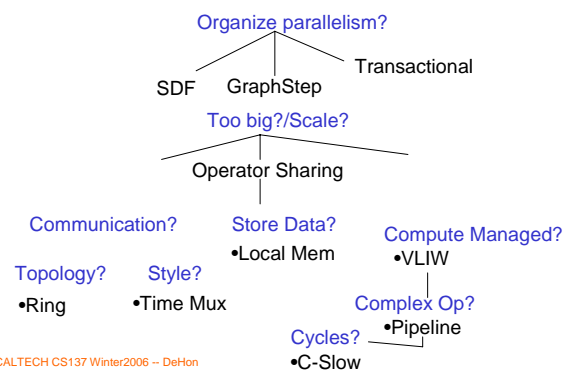 Organize parallelism?
SDF
GraphStep
Transactional
Too big?/Scale?
Operator Sharing
Communication?
Store Data?
•Local Mem
Compute Managed?
•VLIW
Topology?
•Ring
Style?
•Time Mux
Complex Op?
•Pipeline
Cycles?
•C-Slow
CALTECH CS137 Winter2006 -- DeHon